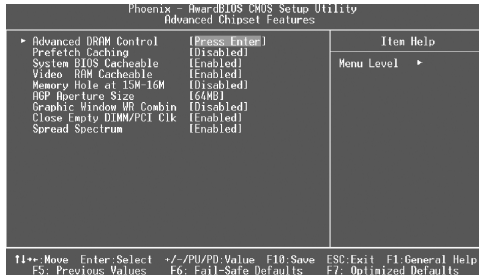 Phoenix - AwardBIOS CMOS Setup Utility
Advanced Chipset Features
► Advanced DRAM Control [Press Enter]
Prefetch Caching [Disabled]
System BIOS Cacheable [Enabled]
Video RAM Cacheable [Enabled]
Memory Hole at 15M-16M [Disabled]
AGP Aperture Size [64MB]
Graphic Window WR Combin [Disabled]
Close Empty DIMM/PCI Clk [Enabled]
Spread Spectrum [Enabled]
Item Help
Menu Level ►
↑↓→←:Move Enter:Select +/-/PU/PD:Value F10:Save ESC:Exit F1:General Help
F5: Previous Values F6: Fail-Safe Defaults F7: Optimized Defaults